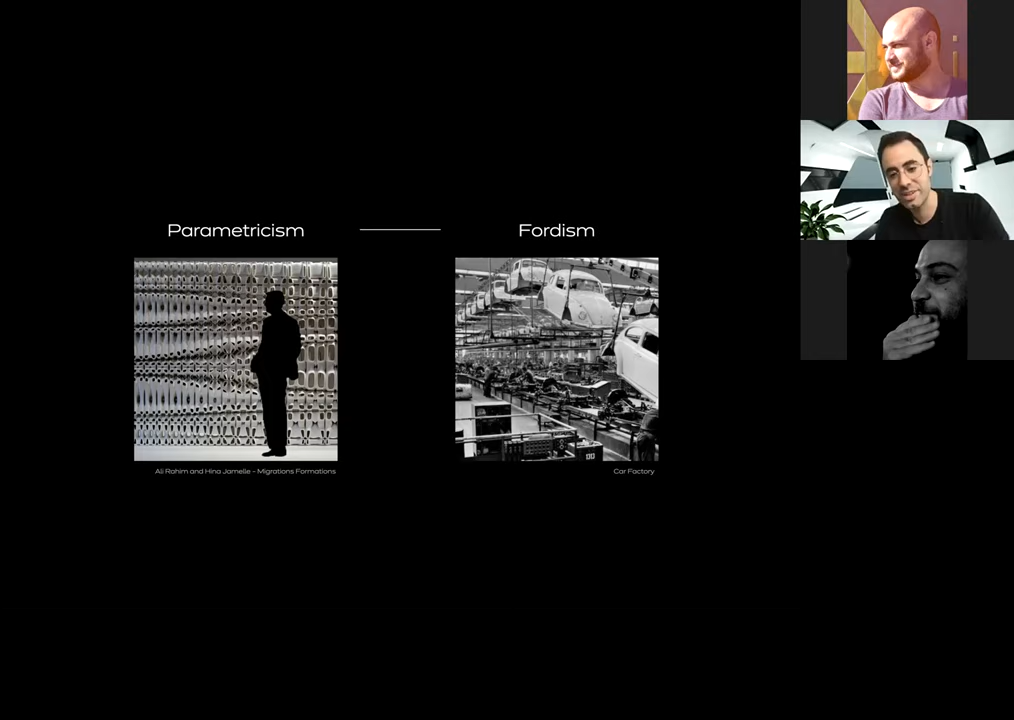 Parametricism
Fordism
Ali Rahim and Hina Jamelle - Migrations Formations
Car Factory